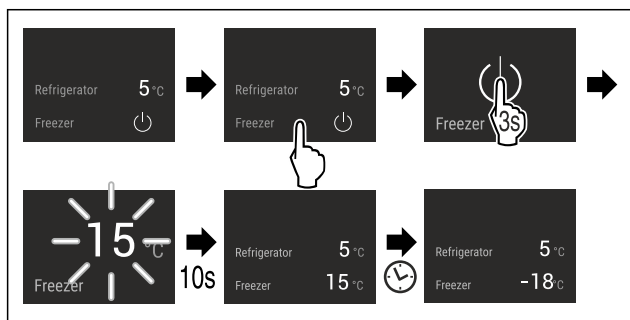 Refrigerator 5 °C
Freezer
Refrigerator 5 °C
Freezer
Freezer 3s
15 °C
Freezer
10s
Refrigerator 5 °C
Freezer 15 °C
Refrigerator 5 °C
Freezer -18 °C